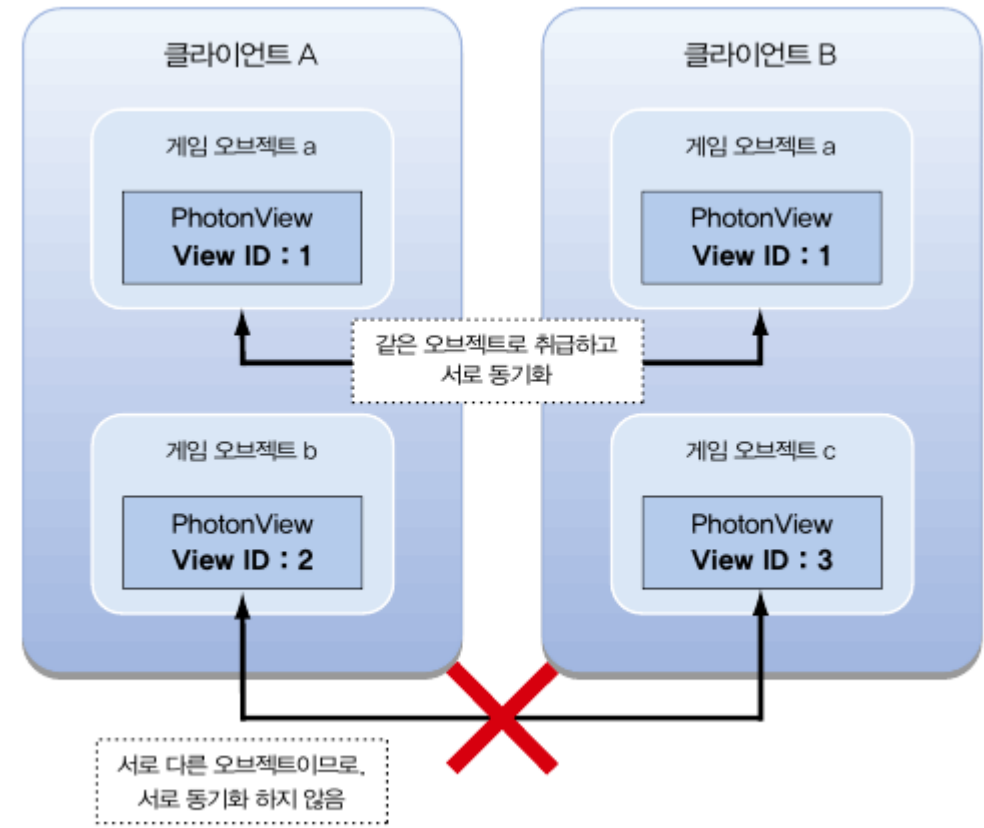 클라이언트 A
게임 오브젝트 a
PhotonView
View ID : 1
클라이언트 B
게임 오브젝트 a
PhotonView
View ID : 1
같은 오브젝트로 취급하고
서로 동기화
게임 오브젝트 b
PhotonView
View ID : 2
게임 오브젝트 c
PhotonView
View ID : 3
서로 다른 오브젝트이므로,
서로 동기화 하지 않음